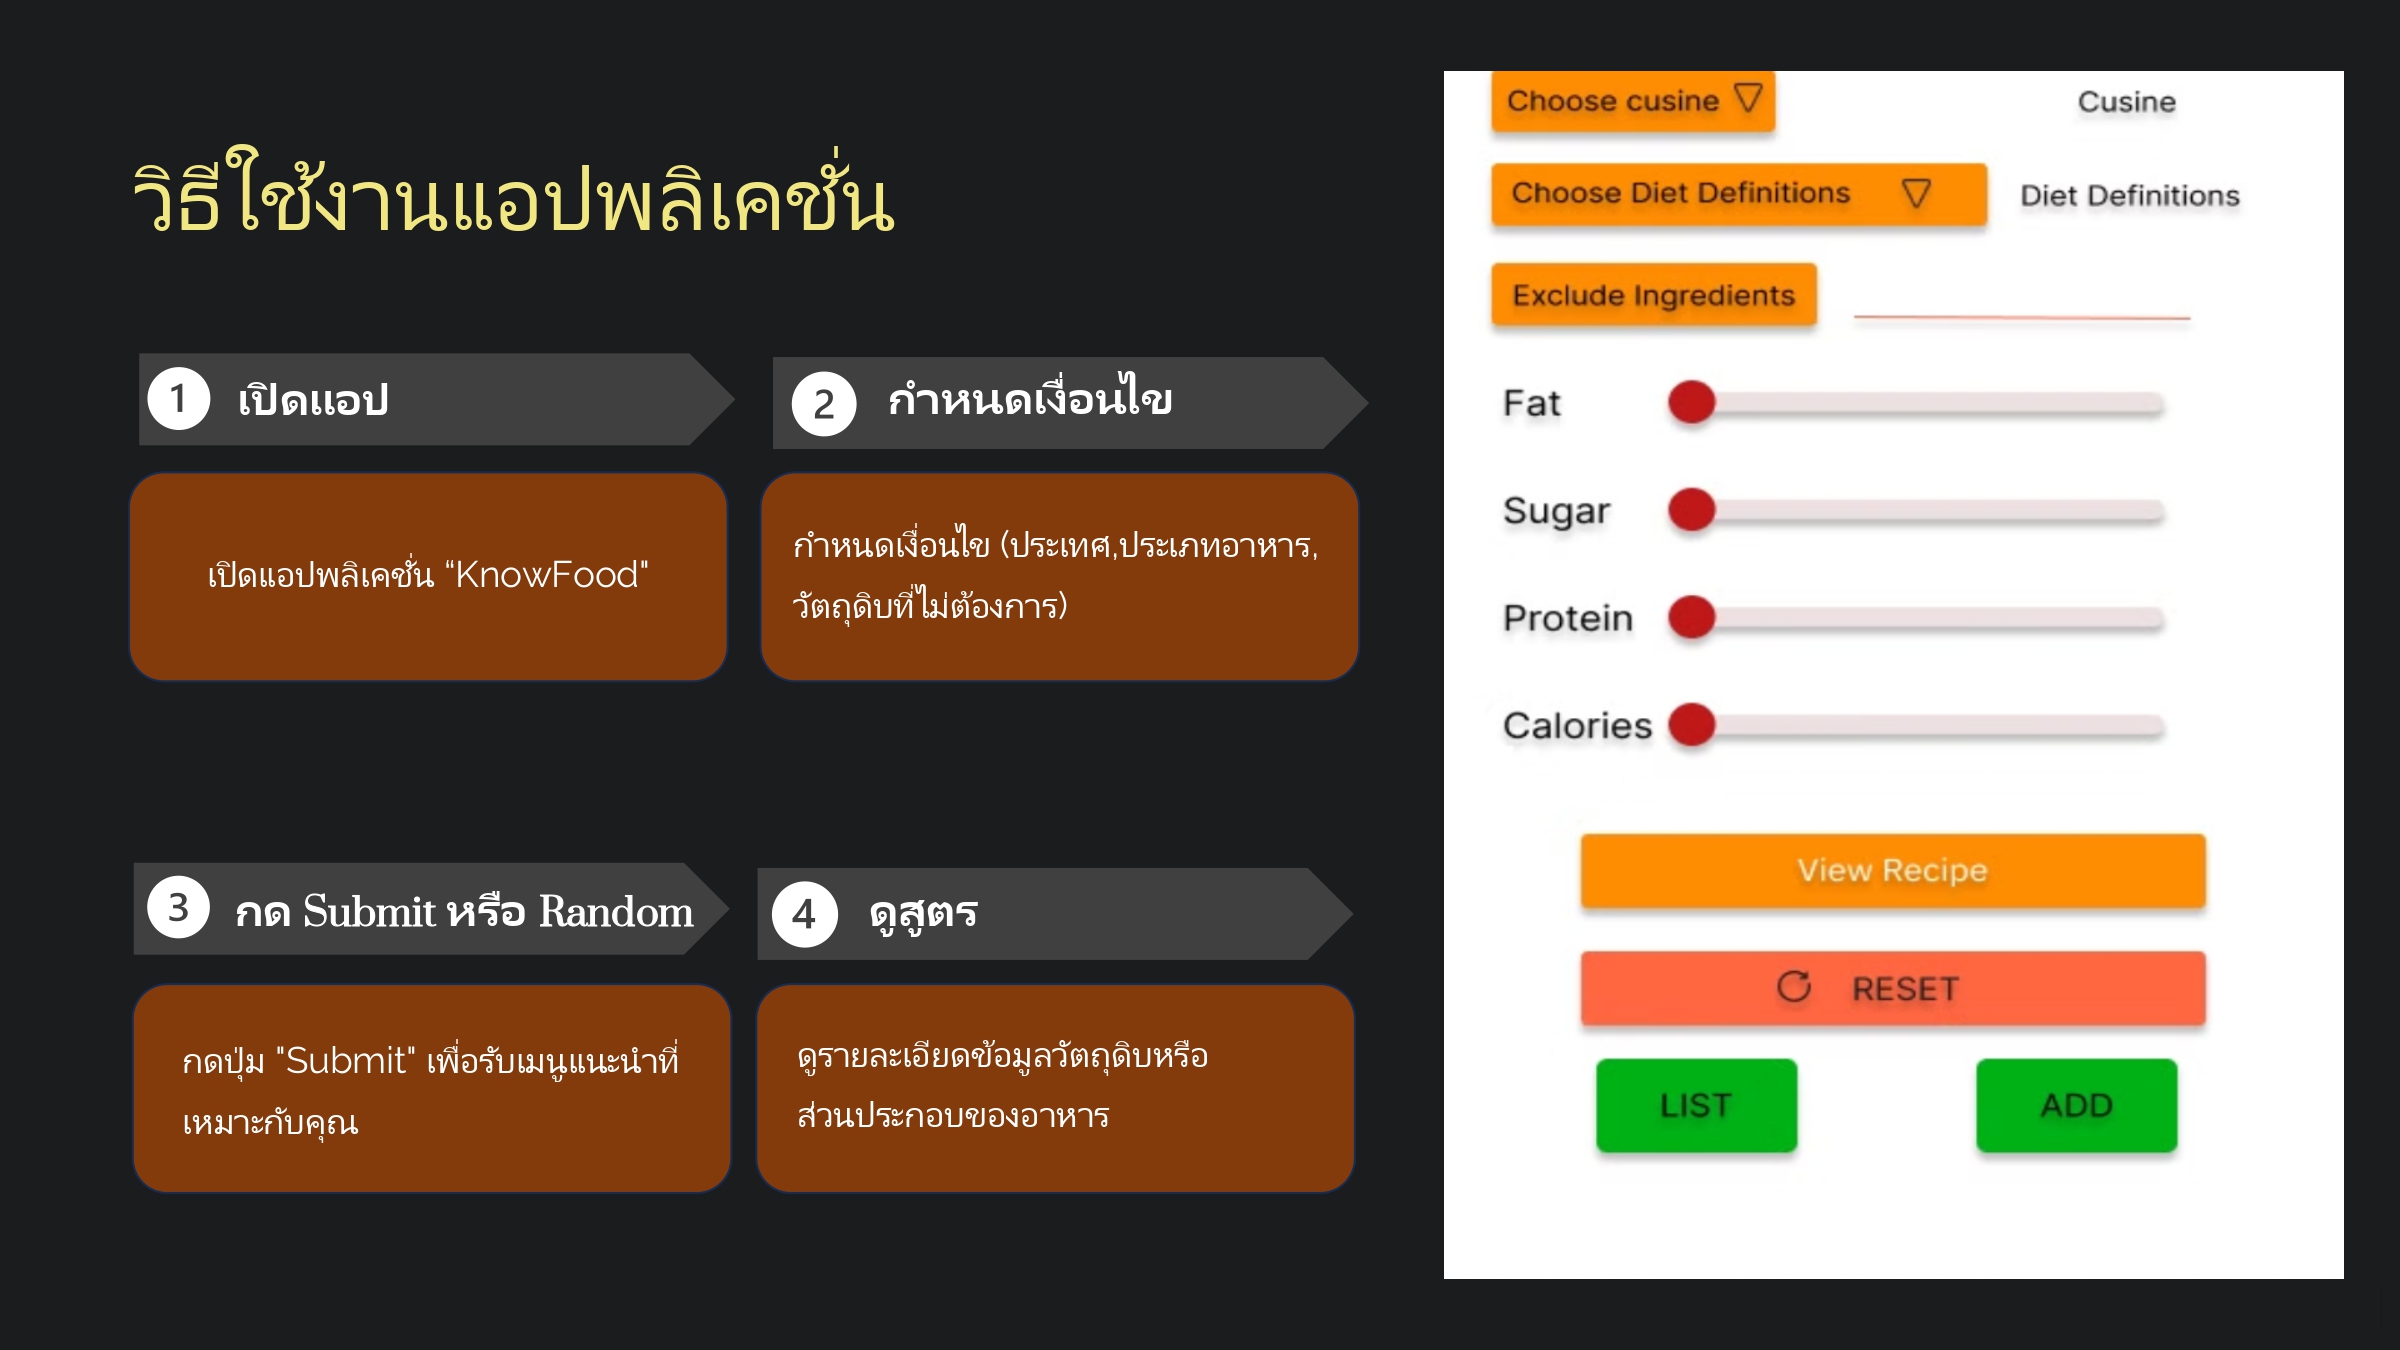 วิธีใช้งานแอปพลิเคชั่น
1 เปิดแอป
เปิดแอปพลิเคชั่น “KnowFood"
2 กำหนดเงื่อนไข
กำหนดเงื่อนไข (ประเทศ,ประเภทอาหาร,
วัตถุดิบที่ไม่ต้องการ)
3 กด Submit หรือ Random
กดปุ่ม "Submit" เพื่อรับเมนูแนะนำที่
เหมาะกับคุณ
4 ดูสูตร
ดูรายละเอียดข้อมูลวัตถุดิบหรือ
ส่วนประกอบของอาหาร
Choose cusine Cusine
Choose Diet Definitions Diet Definitions
Exclude Ingredients
Fat
Sugar
Protein
Calories
View Recipe
RESET
LIST ADD